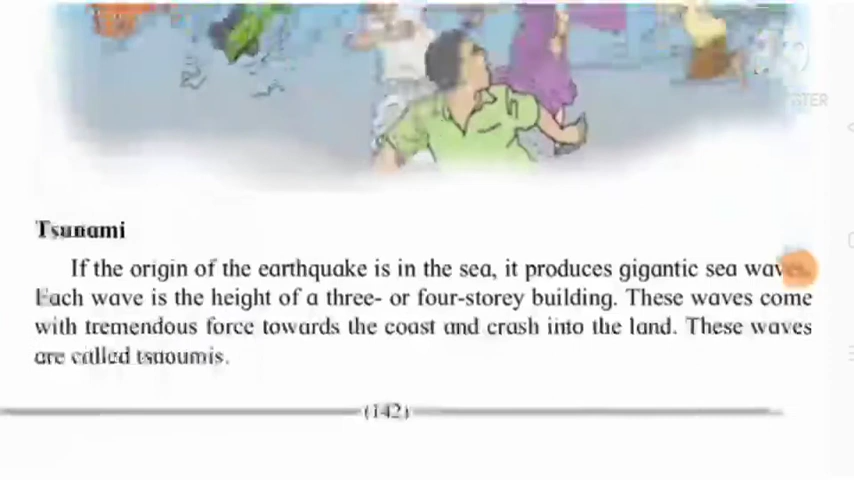 Tsunami
If the origin of the earthquake is in the sea, it produces gigantic sea waves.
Each wave is the height of a three- or four-storey building. These waves come
with tremendous force towards the coast and crash into the land. These waves
are called tsunamis.
(142)